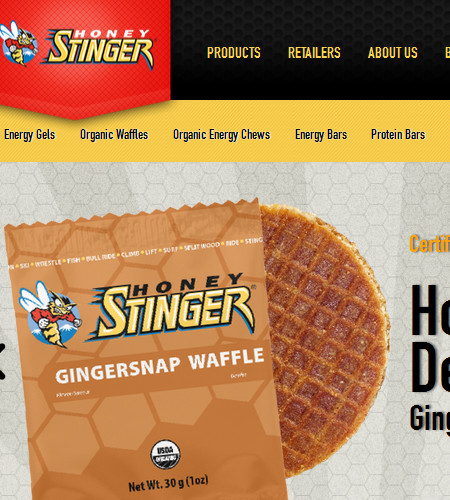 HONEY
STINGER
PRODUCTS RETAILERS ABOUT US
Energy Gels Organic Waffles Organic Energy Chews Energy Bars Protein Bars
SKI • WRESTLE • FISH • BULL RIDE • CLIMB • LIFT • SURF • SPLIT WOOD • RIDE • STING
Certif
HONEY
STINGER
Ho
De
GINGERSNAP WAFFLE
Ging
USDA
ORGANIC
Net Wt. 30 g (1oz)